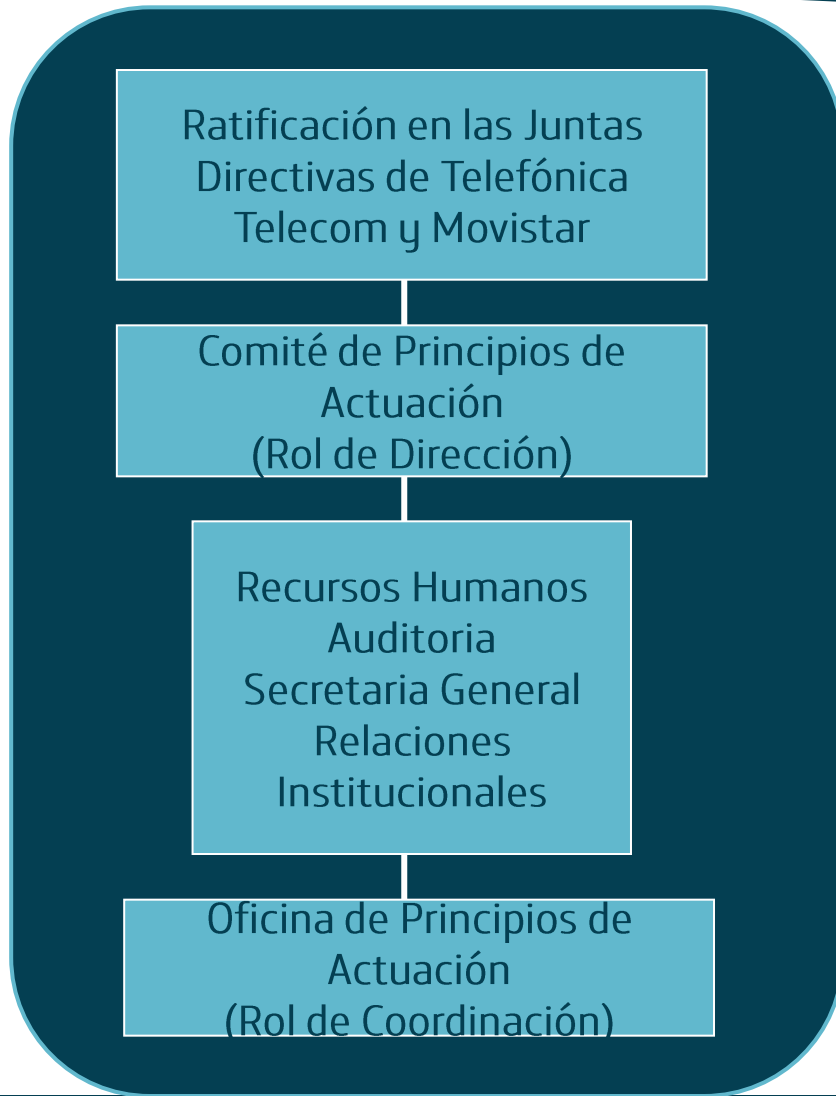 Ratificación en las Juntas
Directivas de Telefónica
Telecom y Movistar
Comité de Principios de
Actuación
(Rol de Dirección)
Recursos Humanos
Auditoria
Secretaria General
Relaciones
Institucionales
Oficina de Principios de
Actuación
(Rol de Coordinación)